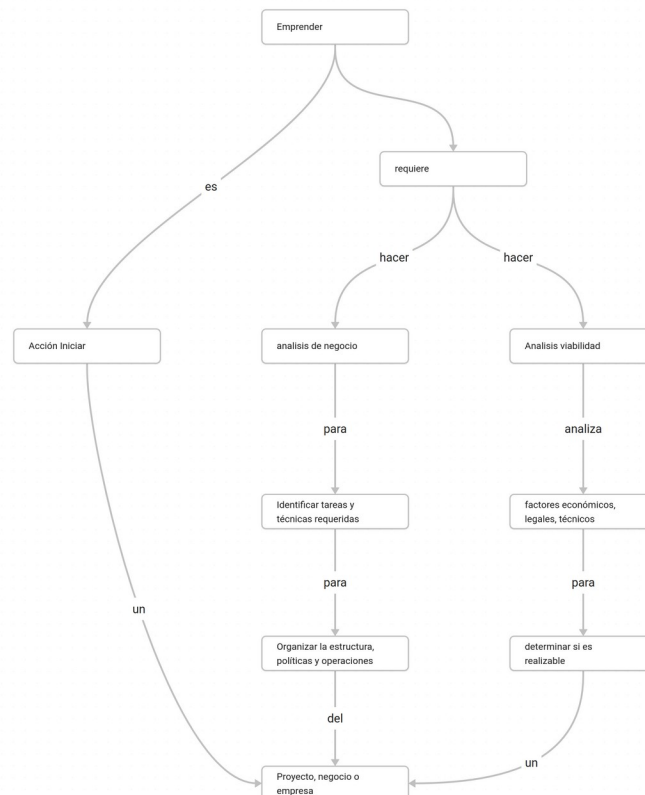 Emprender
requiere
es
hacer
hacer
Acción Iniciar
analisis de negocio
Analisis viabilidad
para
analiza
Identificar tareas y
técnicas requeridas
factores económicos,
legales, técnicos
para
para
un
Organizar la estructura,
políticas y operaciones
determinar si es
realizable
del
un
Proyecto, negocio o
empresa